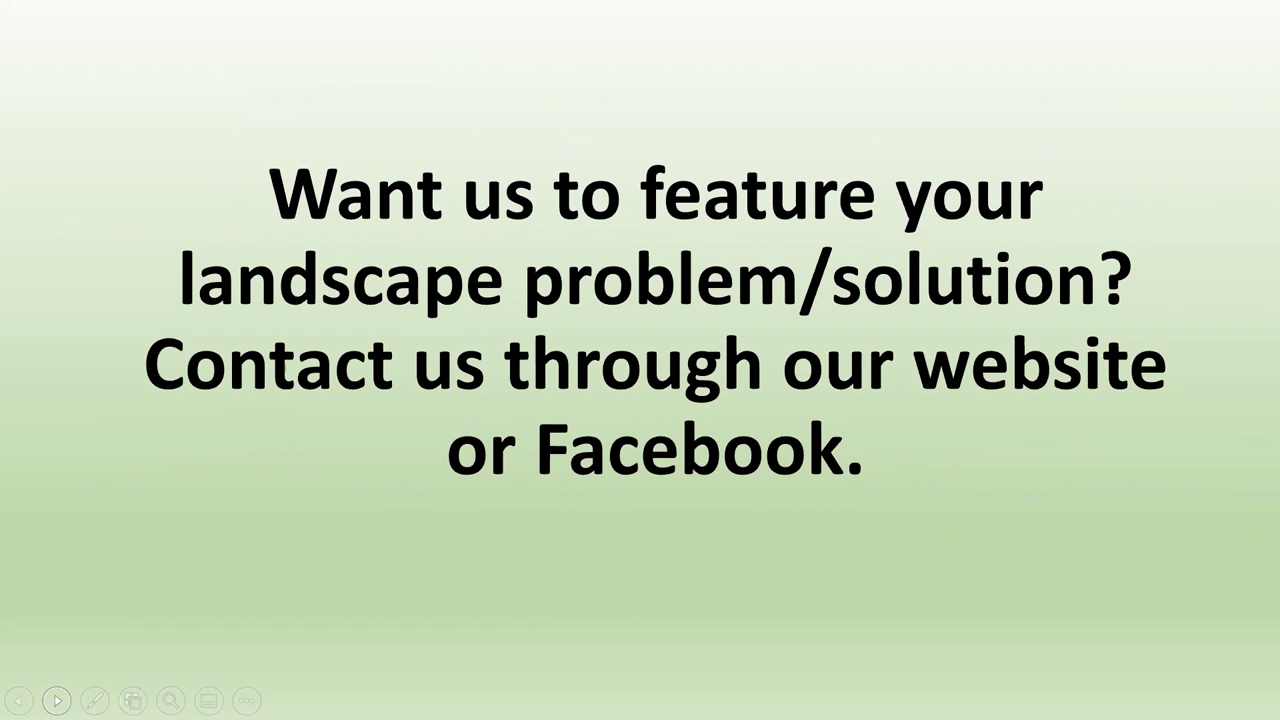 Want us to feature your
landscape problem/solution?
Contact us through our website
or Facebook.